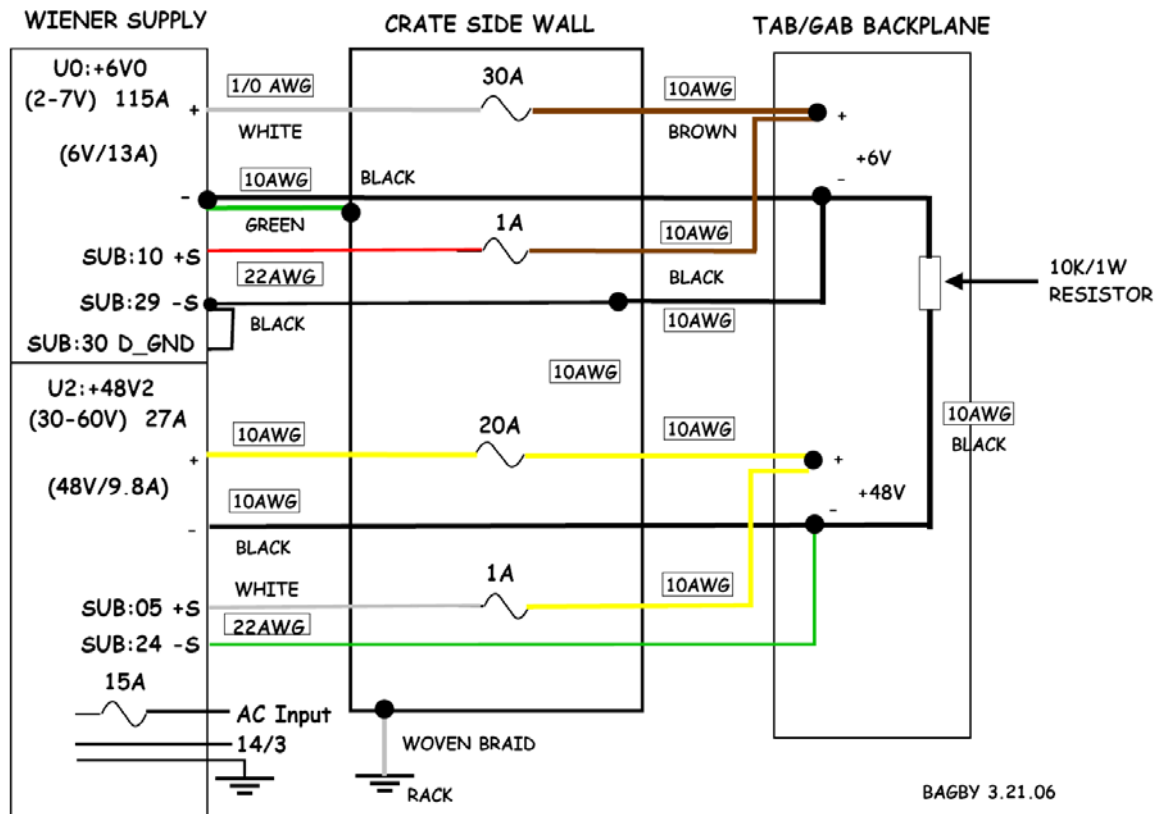 WIENER SUPPLY
CRATE SIDE WALL
TAB/GAB BACKPLANE
U0:+6V0
(2-7V) 115A
+
(6V/13A)
-
SUB:10 +S
SUB:29 -S
SUB:30 D_GND
U2:+48V2
(30-60V) 27A
+
(48V/9.8A)
-
SUB:05 +S
SUB:24 -S
15A
AC Input
14/3
1/0 AWG
WHITE
10AWG
BLACK
GREEN
22AWG
BLACK
10AWG
10AWG
BLACK
WHITE
22AWG
30A
1A
10AWG
20A
1A
WOVEN BRAID
RACK
10AWG
BROWN
10AWG
BLACK
10AWG
10AWG
10AWG
+
+6V
-
+
+48V
-
10K/1W
RESISTOR
10AWG
BLACK
BAGBY 3.21.06